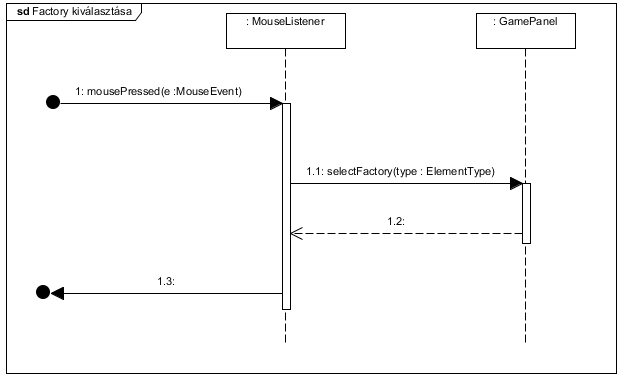 sd Factory kiválasztása
: MouseListener
: GamePanel
1: mousePressed(e :MouseEvent)
1.1: selectFactory(type : ElementType)
1.2:
1.3: